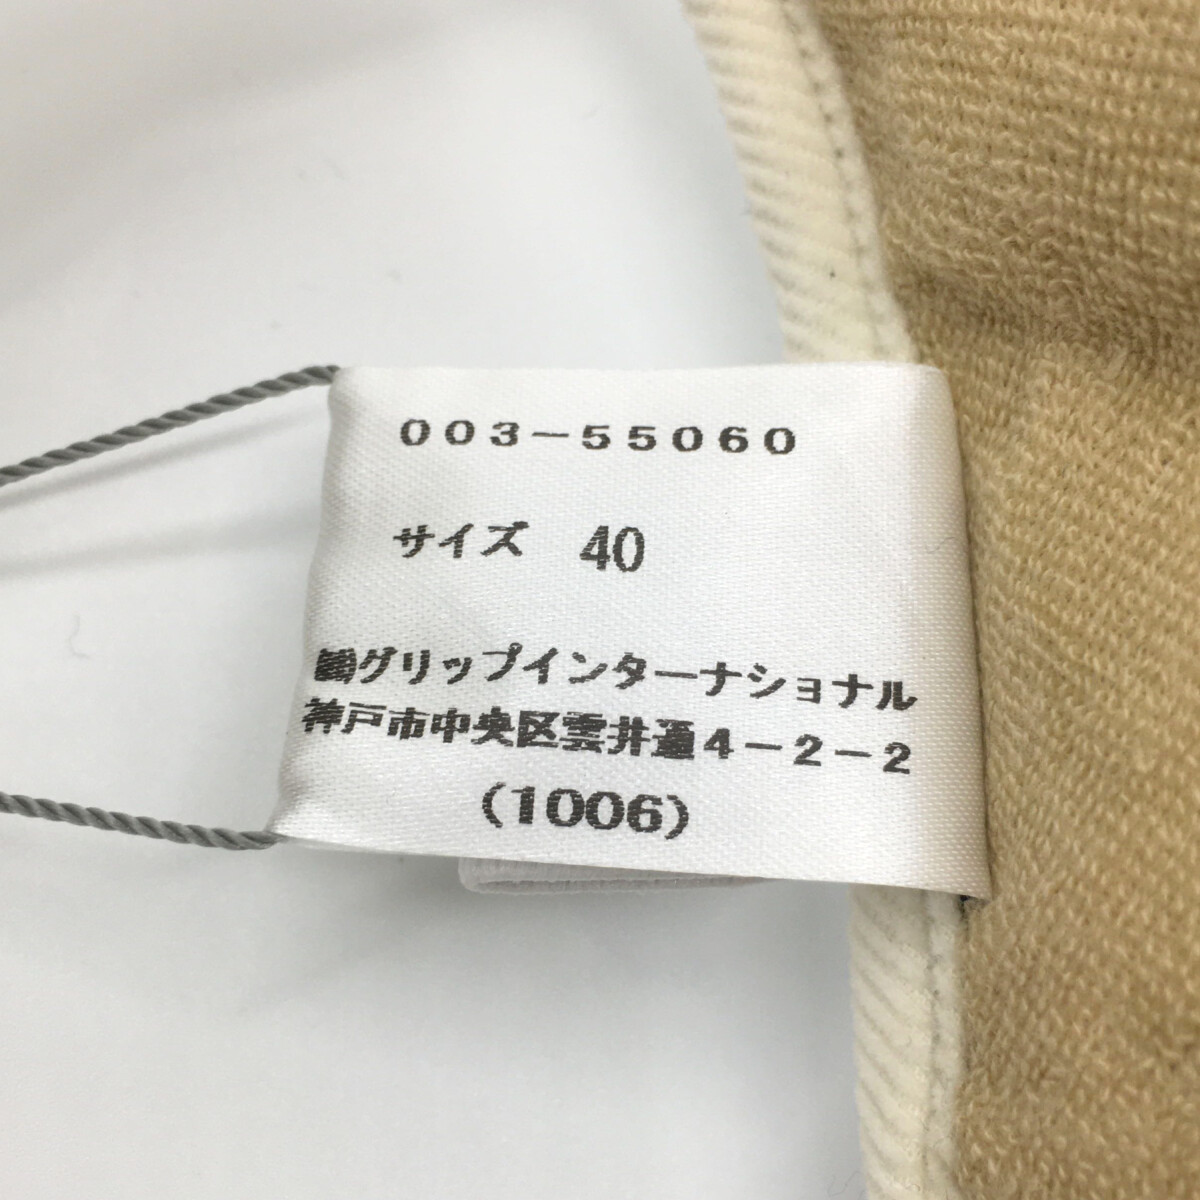 003-55060
サイズ 40
㈱グリップインターナショナル
神戸市中央区雲井通4-2-2
(1006)